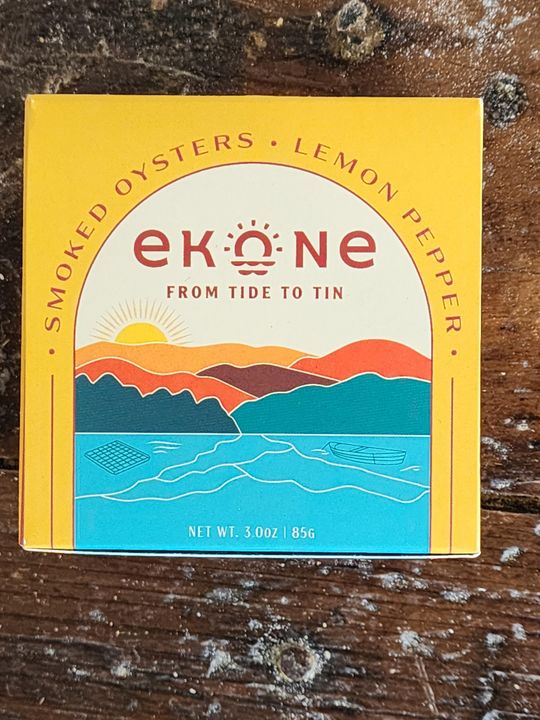 • SMOKED OYSTERS • LEMON PEPPER •
eKONe
FROM TIDE TO TIN
NET WT. 3.0OZ | 85G